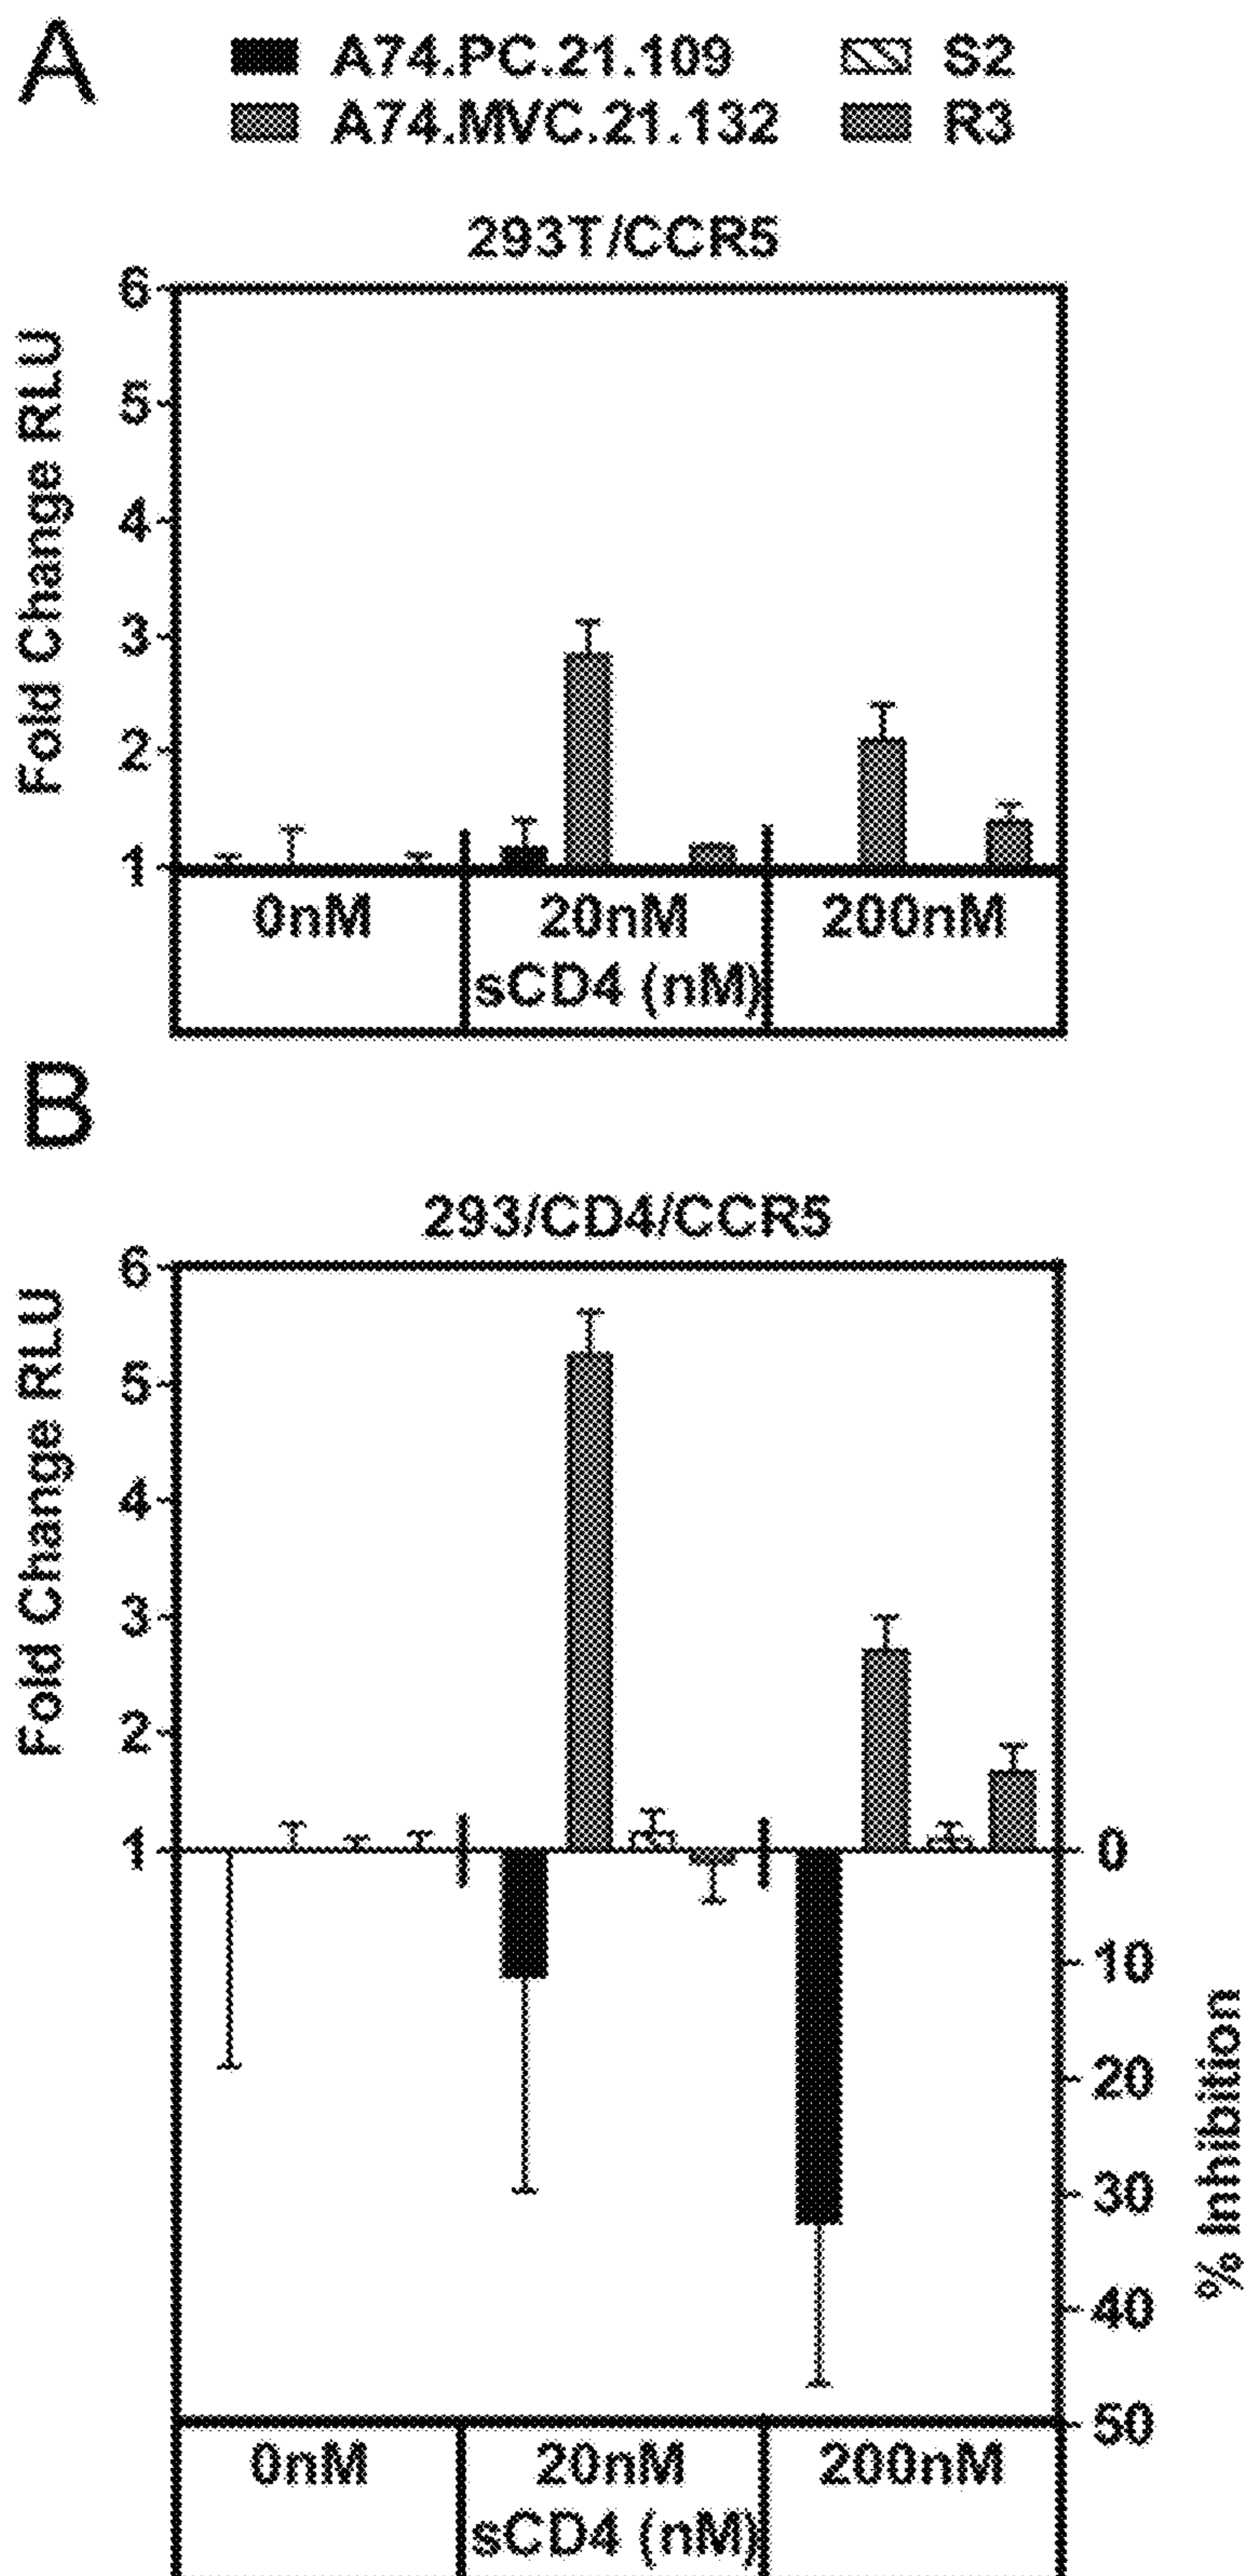 A
A74.PC.21.109 S2
A74.MVC.21.132 R3
293T/CCR5
Fold Change RLU
6
5
4
3
2
1
0nM 20nM 200nM
sCD4 (nM)
B
293/CD4/CCR5
Fold Change RLU
6
5
4
3
2
1
0
10
20
30
40
50
% Inhibition
0nM 20nM 200nM
sCD4 (nM)